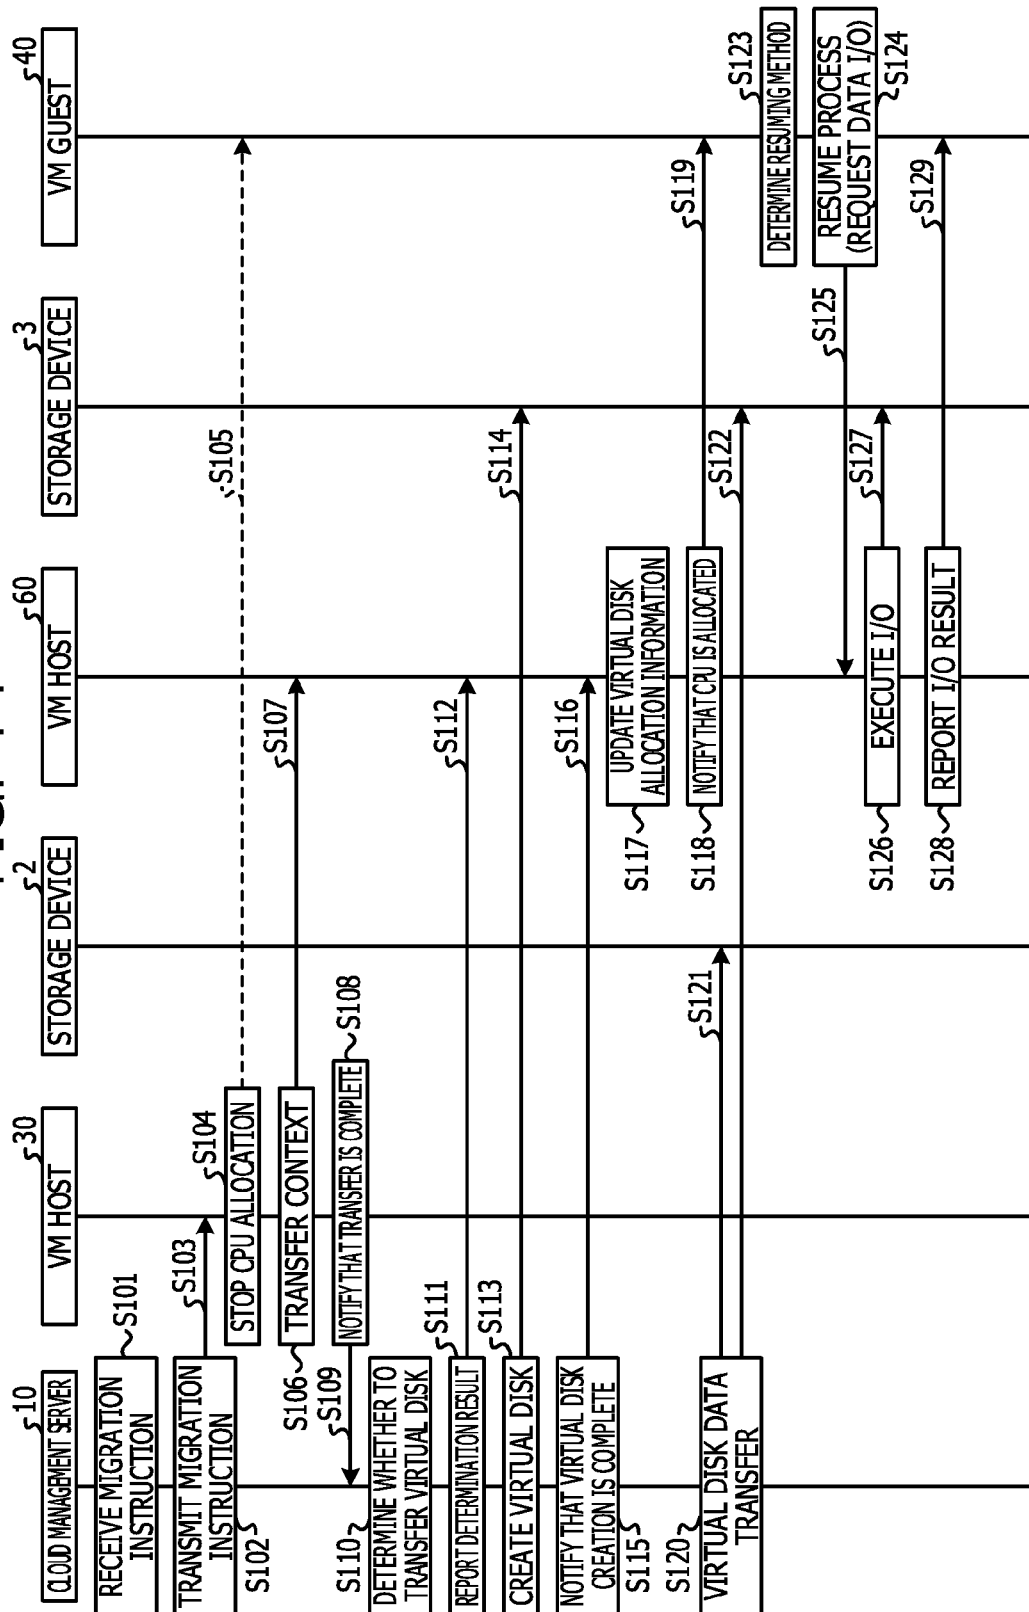 CLOUD MANAGEMENT SERVER
10
VM HOST
30
STORAGE DEVICE
2
VM HOST
60
STORAGE DEVICE
3
VM GUEST
40
RECEIVE MIGRATION
INSTRUCTION
S101
TRANSMIT MIGRATION
INSTRUCTION
S102
S103
STOP CPU ALLOCATION
S104
S105
TRANSFER CONTEXT
S106
S107
NOTIFY THAT TRANSFER IS COMPLETE
S108
S109
DETERMINE WHETHER TO
TRANSFER VIRTUAL DISK
S110
REPORT DETERMINATION RESULT
S111
S112
CREATE VIRTUAL DISK
S113
S114
NOTIFY THAT VIRTUAL DISK
CREATION IS COMPLETE
S115
S116
UPDATE VIRTUAL DISK
ALLOCATION INFORMATION
S117
NOTIFY THAT CPU IS ALLOCATED
S118
S119
VIRTUAL DISK DATA
TRANSFER
S120
S121
S122
DETERMINE RESUMING METHOD
S123
RESUME PROCESS
(REQUEST DATA I/O)
S124
S125
EXECUTE I/O
S126
S127
REPORT I/O RESULT
S128
S129